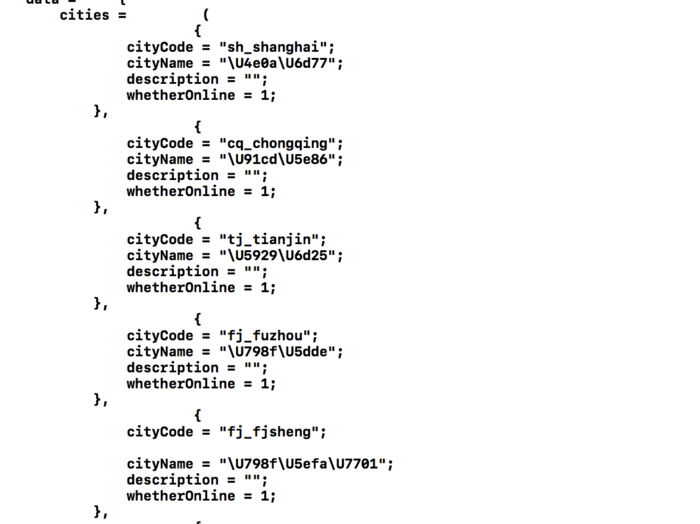 data = {
cities = (
{
cityCode = "sh_shanghai";
cityName = "\U4e0a\U6d77";
description = "";
whetherOnline = 1;
},
{
cityCode = "cq_chongqing";
cityName = "\U91cd\U5e86";
description = "";
whetherOnline = 1;
},
{
cityCode = "tj_tianjin";
cityName = "\U5929\U6d25";
description = "";
whetherOnline = 1;
},
{
cityCode = "fj_fuzhou";
cityName = "\U798f\U5dde";
description = "";
whetherOnline = 1;
},
{
cityCode = "fj_fjsheng";
cityName = "\U798f\U5efa\U7701";
description = "";
whetherOnline = 1;
},